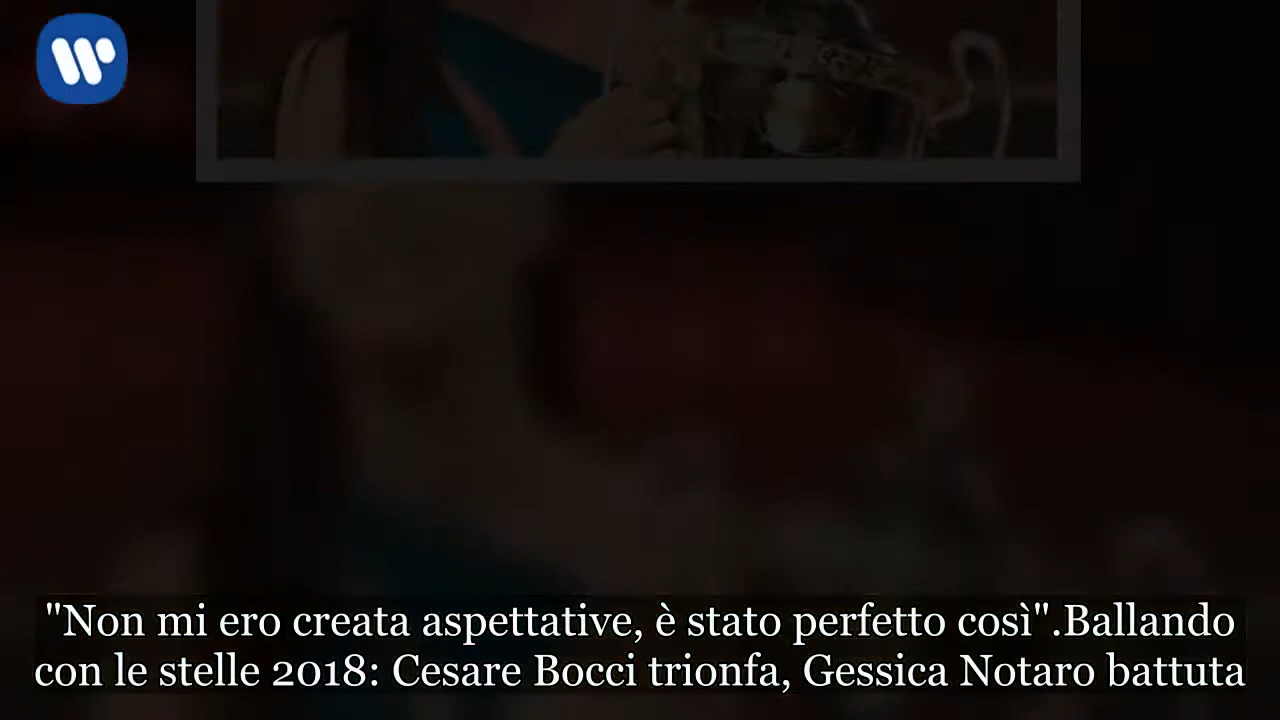 "Non mi ero creata aspettative, è stato perfetto così".Ballando
con le stelle 2018: Cesare Bocci trionfa, Gessica Notaro battuta